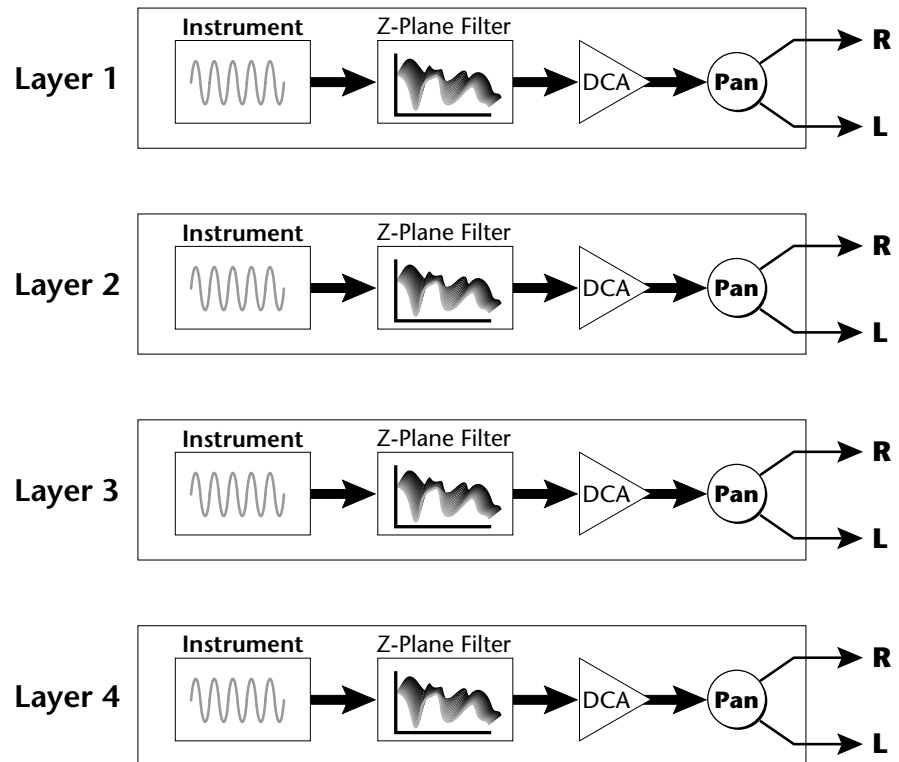 Instrument Z-Plane Filter
R
Layer 1 DCA Pan
L
Instrument Z-Plane Filter
R
Layer 2 DCA Pan
L
Instrument Z-Plane Filter
R
Layer 3 DCA Pan
L
Instrument Z-Plane Filter
R
Layer 4 DCA Pan
L